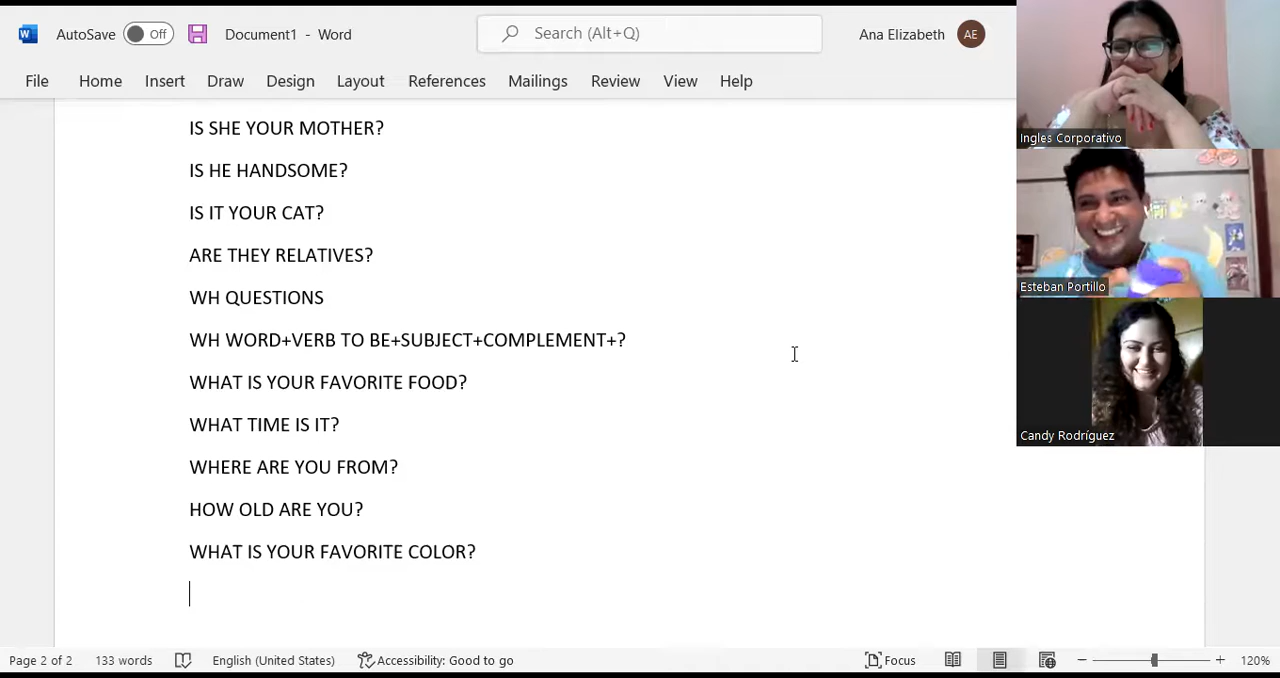 AutoSave Off Document1 - Word Search (Alt+Q) Ana Elizabeth AE
File Home Insert Draw Design Layout References Mailings Review View Help
IS SHE YOUR MOTHER?
IS HE HANDSOME?
IS IT YOUR CAT?
ARE THEY RELATIVES?
WH QUESTIONS
WH WORD+VERB TO BE+SUBJECT+COMPLEMENT+?
WHAT IS YOUR FAVORITE FOOD?
WHAT TIME IS IT?
WHERE ARE YOU FROM?
HOW OLD ARE YOU?
WHAT IS YOUR FAVORITE COLOR?
Ingles Corporativo
Esteban Portillo
Candy Rodríguez
Page 2 of 2 133 words English (United States) Accessibility: Good to go Focus 120%